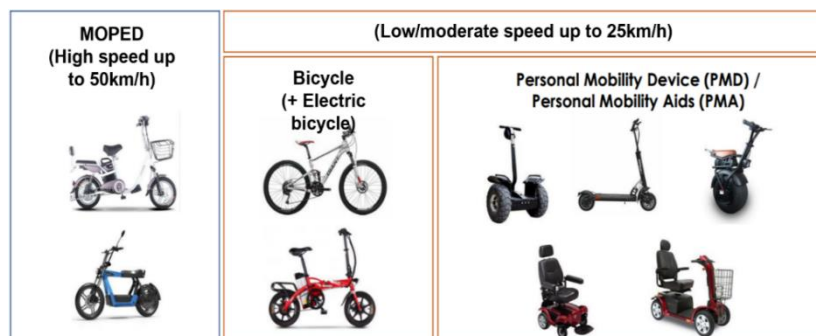 MOPED
(High speed up
to 50km/h)
(Low/moderate speed up to 25km/h)
Bicycle
(+ Electric
bicycle)
Personal Mobility Device (PMD) /
Personal Mobility Aids (PMA)